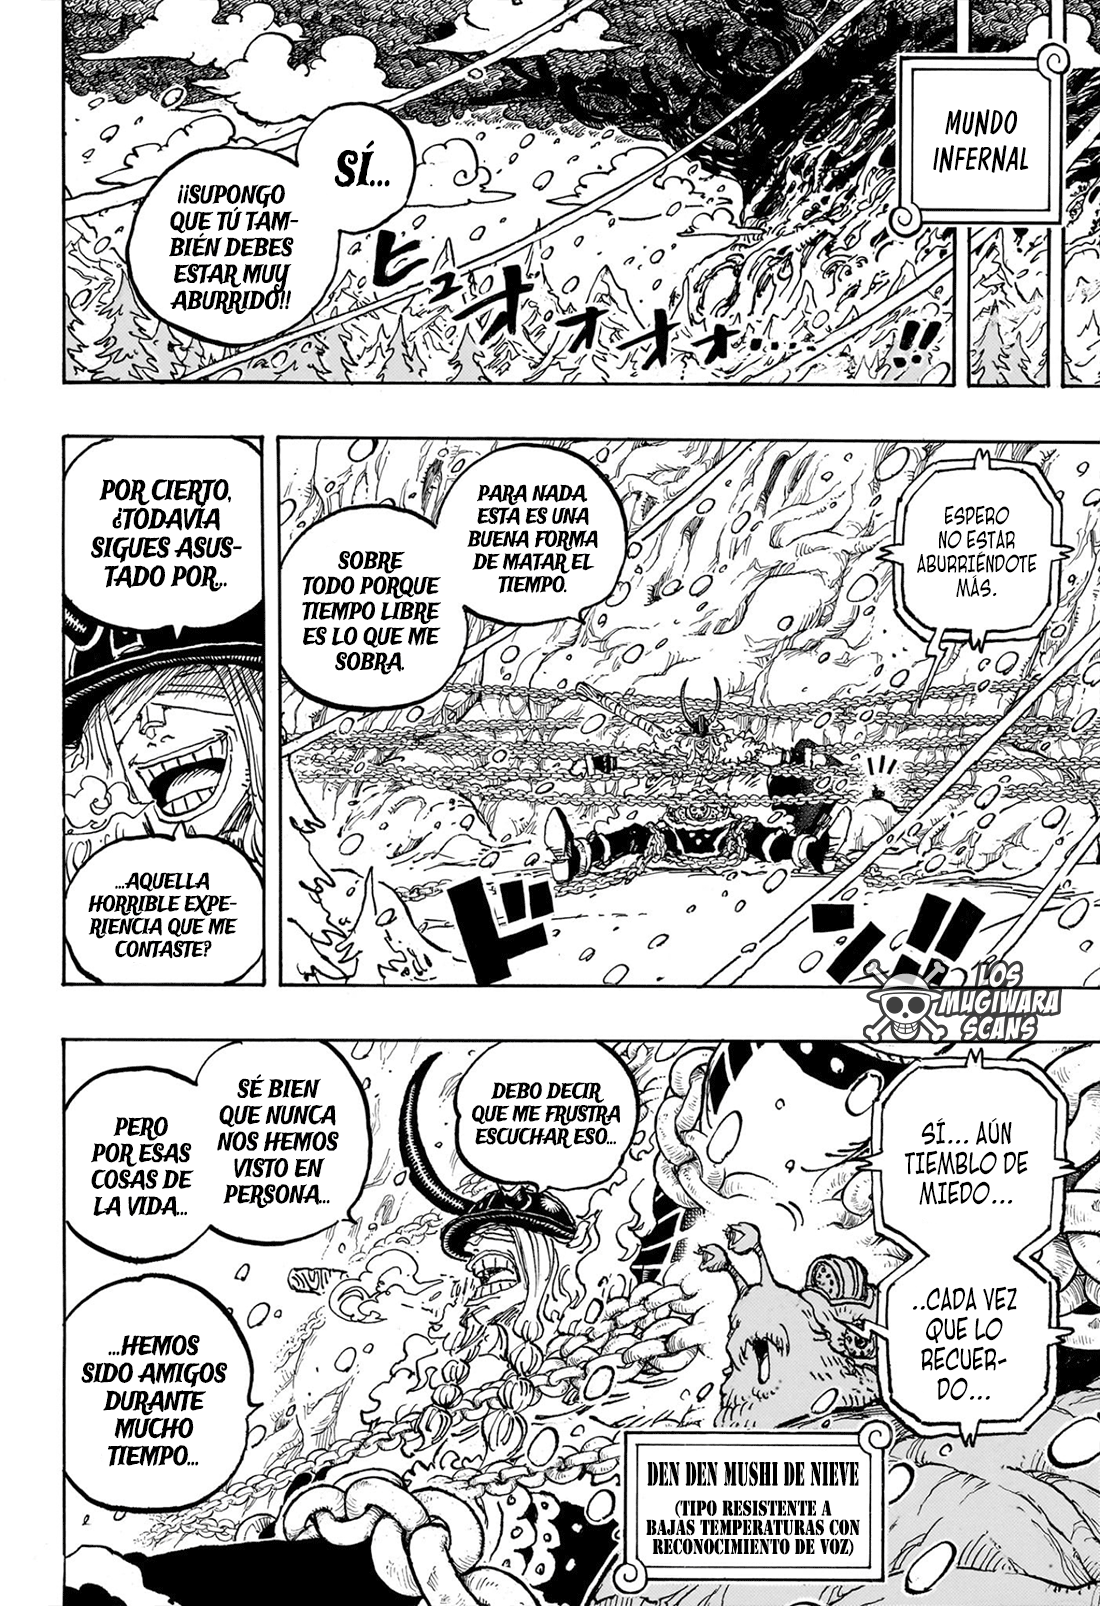 MUNDO
INFERNAL
SÍ...
¡¡SUPONGO
QUE TÚ TAM-
BIÉN DEBES
ESTAR MUY
ABURRIDO!!
ヒュオオオオ....!!
ESPERO
NO ESTAR
ABURRIÉNDOTE
MÁS.
PARA NADA
ESTA ES UNA
BUENA FORMA
DE MATAR EL
TIEMPO.
SOBRE
TODO PORQUE
TIEMPO LIBRE
ES LO QUE ME
SOBRA.
ドン!!
POR CIERTO,
¿TODAVÍA
SIGUES ASUS-
TADO POR...
...AQUELLA
HORRIBLE EXPE-
RIENCIA QUE ME
CONTASTE?
LOS
MUGIWARA
SCANS
SÍ... AÚN
TIEMBLO DE
MIEDO...
..CADA VEZ
QUE LO
RECUER-
DO...
DEBO DECIR
QUE ME FRUSTRA
ESCUCHAR ESO...
SÉ BIEN
QUE NUNCA
NOS HEMOS
VISTO EN
PERSONA...
PERO
POR ESAS
COSAS DE
LA VIDA...
...HEMOS
SIDO AMIGOS
DURANTE
MUCHO
TIEMPO...
DEN DEN MUSHI DE NIEVE
(TIPO RESISTENTE A
BAJAS TEMPERATURAS CON
RECONOCIMIENTO DE VOZ)